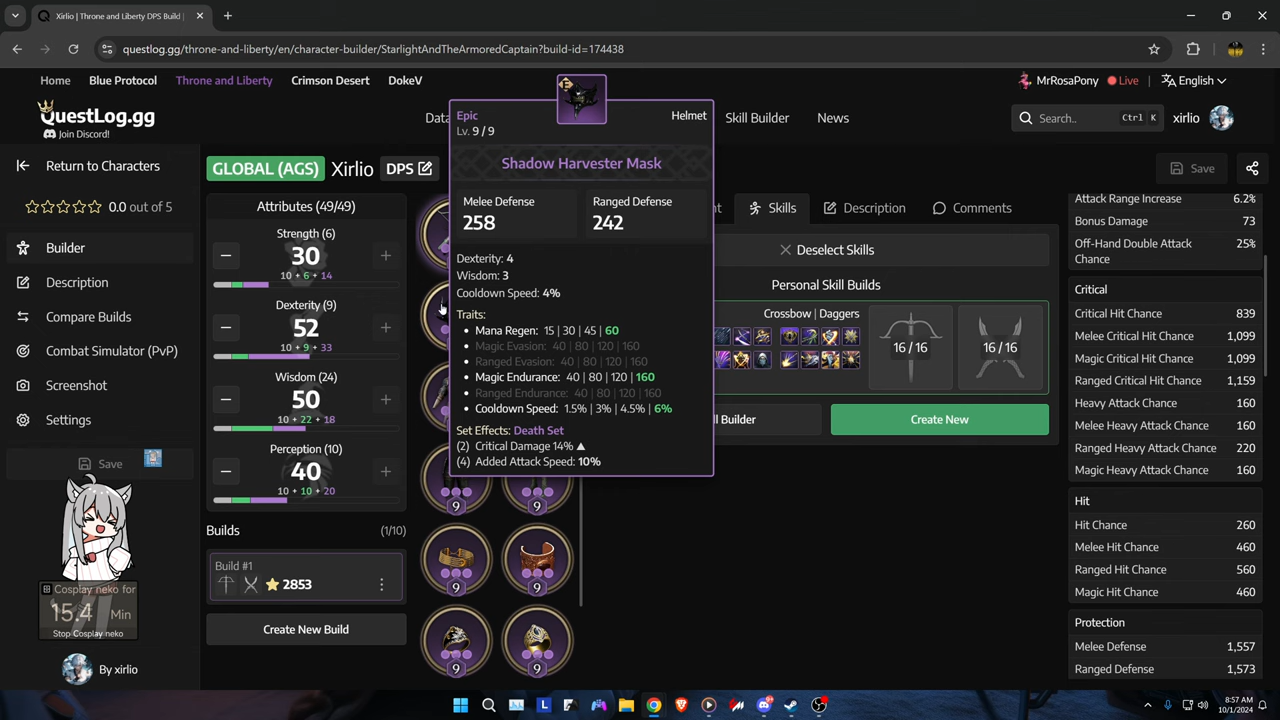 Xirlio | Throne and Liberty DPS Build |
questlog.gg/throne-and-liberty/en/character-builder/StarlightAndTheArmoredCaptain?build-id=174438
Home Blue Protocol Throne and Liberty Crimson Desert DokeV MrRosaPony Live English
QuestLog.gg
Join Discord!
Skill Builder News Search.. Ctrl K xirlio
Return to Characters
0.0 out of 5
Builder
Description
Compare Builds
Combat Simulator (PvP)
Screenshot
Settings
Save
Cosplay neko for
15.4 Min
Stop Cosplay neko
By xirlio
GLOBAL (AGS) Xirlio DPS
Attributes (49/49)
Strength (6)
30
10 + 6 + 14
Dexterity (9)
52
10 + 9 + 33
Wisdom (24)
50
10 + 22 + 18
Perception (10)
40
10 + 10 + 20
Builds (1/10)
Build #1
2853
Create New Build
9 9
9 9
9 9
Epic Helmet
Lv. 9 / 9
Shadow Harvester Mask
Melee Defense Ranged Defense
258 242
Dexterity: 4
Wisdom: 3
Cooldown Speed: 4%
Traits:
Mana Regen: 15 | 30 | 45 | 60
Magic Evasion: 40 | 80 | 120 | 160
Ranged Evasion: 40 | 80 | 120 | 160
Magic Endurance: 40 | 80 | 120 | 160
Ranged Endurance: 40 | 80 | 120 | 160
Cooldown Speed: 1.5% | 3% | 4.5% | 6%
Set Effects: Death Set
(2) Critical Damage 14% ▲
(4) Added Attack Speed: 10%
Save
Skills Description Comments
Deselect Skills
Personal Skill Builds
Crossbow | Daggers
16 / 16 16 / 16
Create New
Attack Range Increase 6.2%
Bonus Damage 73
Off-Hand Double Attack
Chance 25%
Critical
Critical Hit Chance 839
Melee Critical Hit Chance 1,099
Magic Critical Hit Chance 1,099
Ranged Critical Hit Chance 1,159
Heavy Attack Chance 160
Melee Heavy Attack Chance 160
Ranged Heavy Attack Chance 220
Magic Heavy Attack Chance 160
Hit
Hit Chance 260
Melee Hit Chance 460
Ranged Hit Chance 560
Magic Hit Chance 460
Protection
Melee Defense 1,557
Ranged Defense 1,573
8:57 AM
10/1/2024